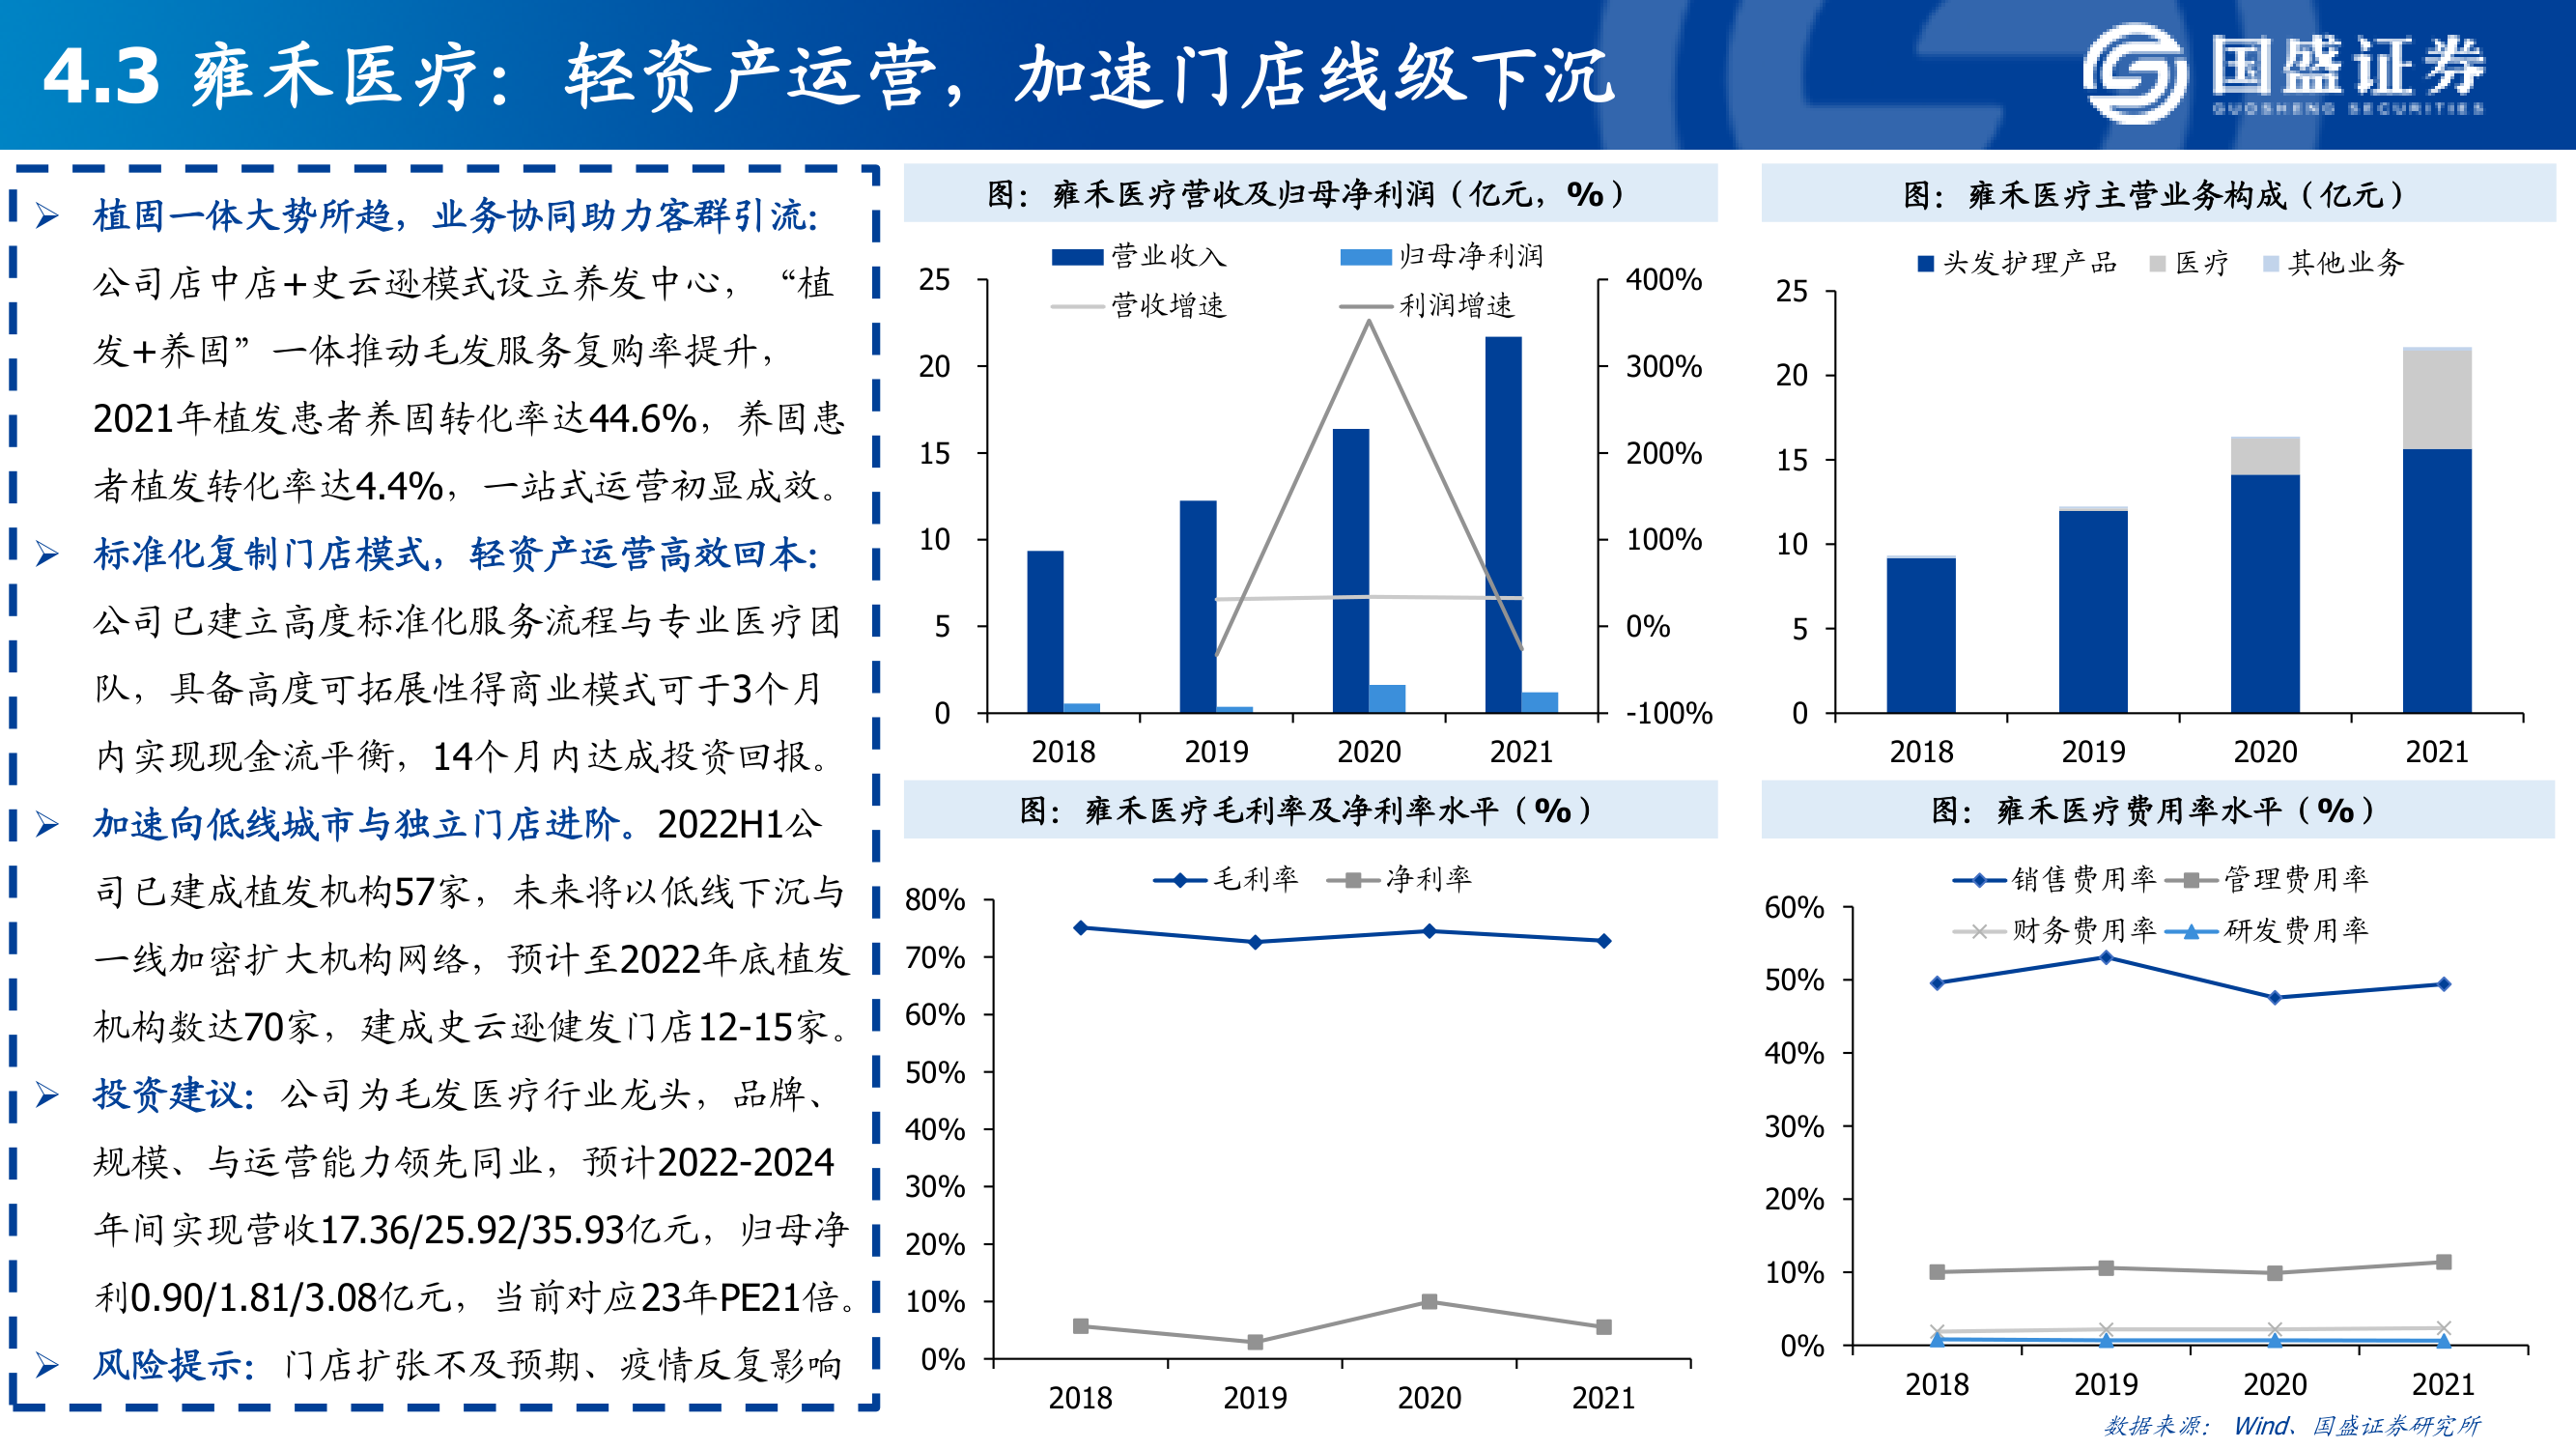 4.3 雍禾医疗：轻资产运营，加速门店线级下沉
国盛证券
GUOSHENG SECURITIES
植固一体大势所趋，业务协同助力客群引流：
公司店中店+史云逊模式设立养发中心，“植
发+养固”一体推动毛发服务复购率提升，
2021年植发患者养固转化率达44.6%，养固患
者植发转化率达4.4%，一站式运营初显成效。
标准化复制门店模式，轻资产运营高效回本：
公司已建立高度标准化服务流程与专业医疗团
队，具备高度可拓展性得商业模式可于3个月
内实现现金流平衡，14个月内达成投资回报。
加速向低线城市与独立门店进阶。2022H1公
司已建成植发机构57家，未来将以低线下沉与
一线加密扩大机构网络，预计至2022年底植发
机构数达70家，建成史云逊健发门店12-15家。
投资建议：公司为毛发医疗行业龙头，品牌、
规模、与运营能力领先同业，预计2022-2024
年间实现营收17.36/25.92/35.93亿元，归母净
利0.90/1.81/3.08亿元，当前对应23年PE21倍。
风险提示：门店扩张不及预期、疫情反复影响
图：雍禾医疗营收及归母净利润（亿元，%）
营业收入 归母净利润
营收增速 利润增速
25 400%
20 300%
15 200%
10 100%
5 0%
0 -100%
2018 2019 2020 2021
图：雍禾医疗主营业务构成（亿元）
头发护理产品 医疗 其他业务
25
20
15
10
5
0
2018 2019 2020 2021
图：雍禾医疗毛利率及净利率水平（%）
毛利率 净利率
80%
70%
60%
50%
40%
30%
20%
10%
0%
2018 2019 2020 2021
图：雍禾医疗费用率水平（%）
销售费用率 管理费用率
财务费用率 研发费用率
60%
50%
40%
30%
20%
10%
0%
2018 2019 2020 2021
数据来源： Wind、国盛证券研究所